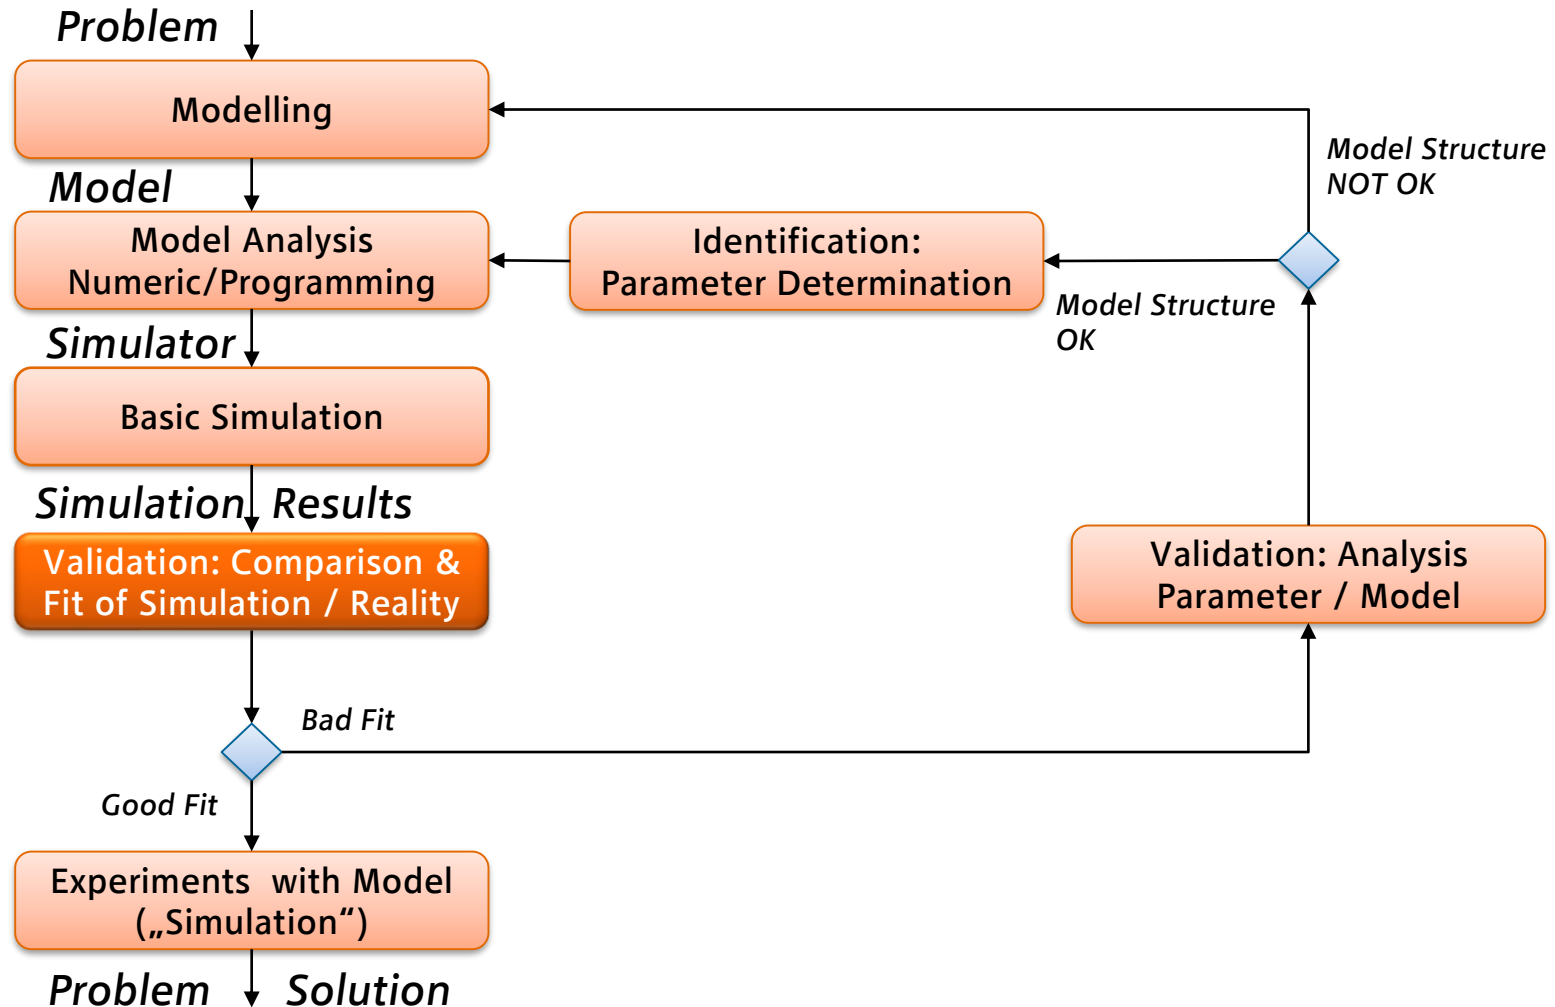 Problem
Modelling
Model Structure
NOT OK
Model
Model Analysis
Numeric/Programming
Identification:
Parameter Determination
Model Structure
OK
Simulator
Basic Simulation
Simulation Results
Validation: Comparison &
Fit of Simulation / Reality
Validation: Analysis
Parameter / Model
Bad Fit
Good Fit
Experiments with Model
(„Simulation“)
Problem Solution